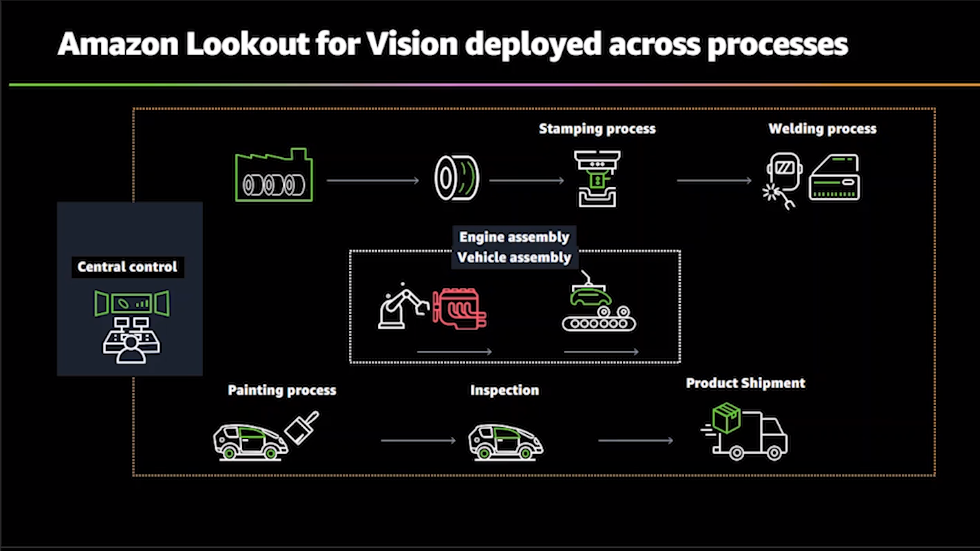 Amazon Lookout for Vision deployed across processes
Stamping process
Welding process
Engine assembly
Vehicle assembly
Central control
Painting process
Inspection
Product Shipment